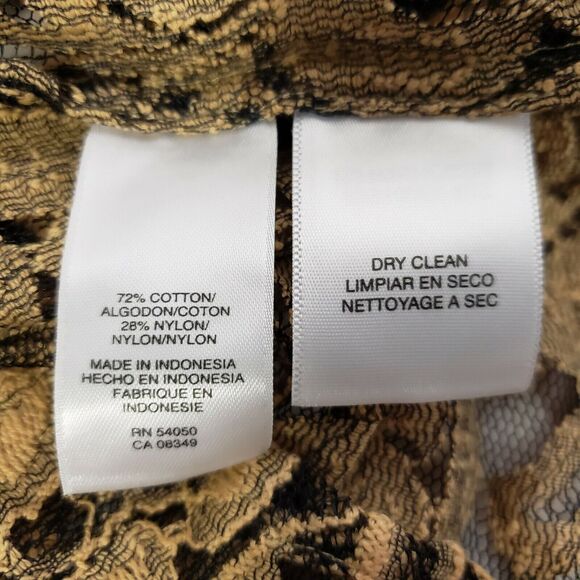 72% COTTON/
ALGODON/COTON
28% NYLON/
NYLON/NYLON
MADE IN INDONESIA
HECHO EN INDONESIA
FABRIQUE EN
INDONESIE
RN 54050
CA 08349
DRY CLEAN
LIMPIAR EN SECO
NETTOYAGE A SEC